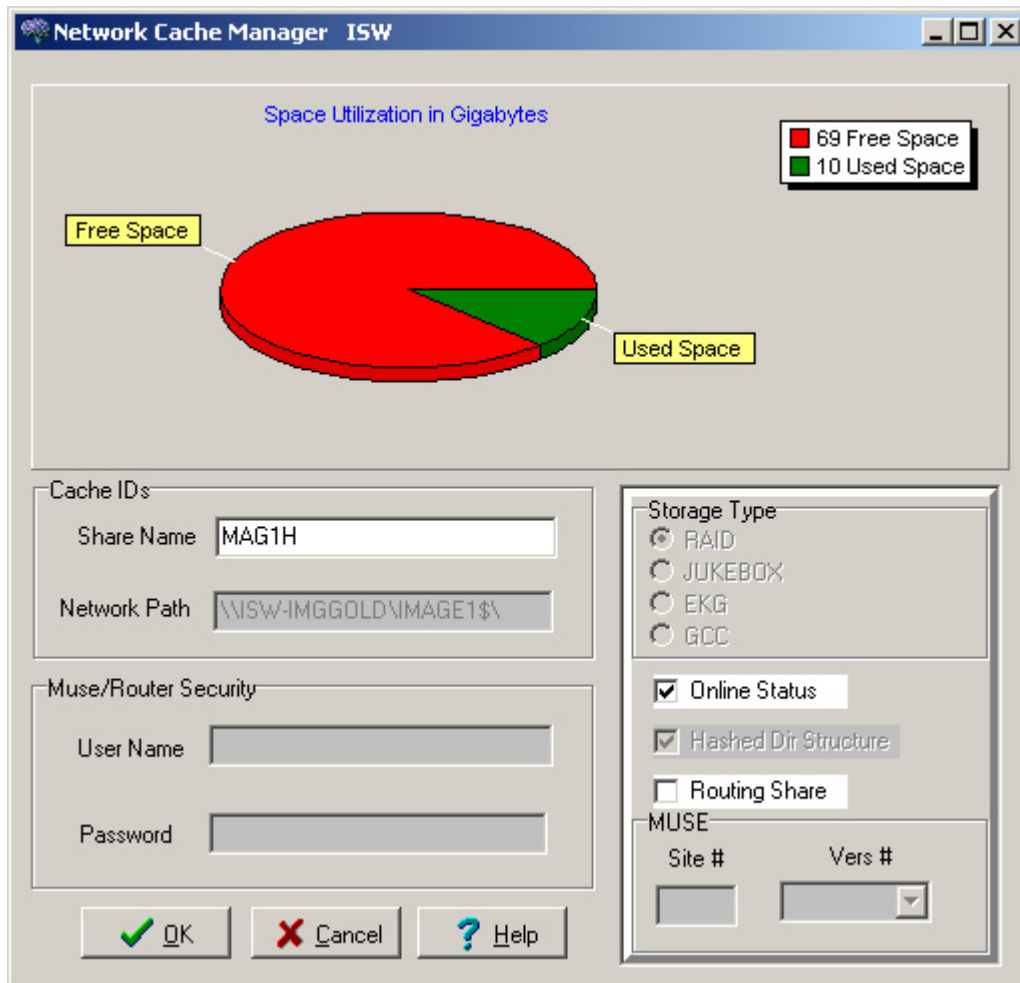 Network Cache Manager   ISW
Space Utilization in Gigabytes
69 Free Space
10 Used Space
Free Space
Used Space
Cache IDs
Share Name
MAG1H
Network Path
\\ISW-IMGGOLD\IMAGE1$\
Muse/Router Security
User Name
Password
OK
Cancel
Help
Storage Type
RAID
JUKEBOX
EKG
GCC
Online Status
Hashed Dir Structure
Routing Share
MUSE
Site #
Vers #